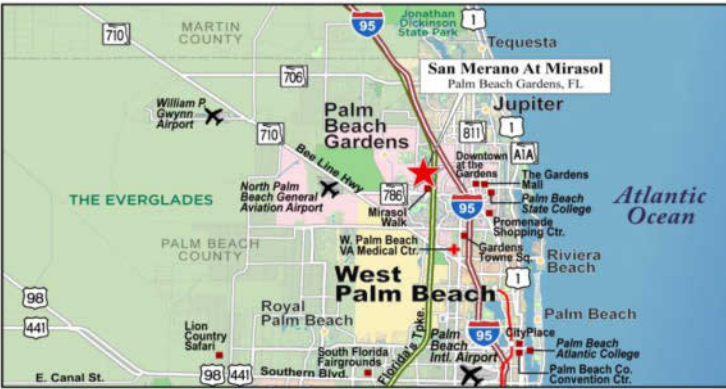 MARTIN
COUNTY
710
95
Jonathan
Dickinson
State Park
1
Tequesta
706
San Merano At Mirasol
Palm Beach Gardens, FL
William P.
Gwynn
Airport
Jupiter
Palm
Beach
Gardens
710
811
1
A1A
Bee Line Hwy
Downtown
at the
Gardens
The Gardens
Mall
THE EVERGLADES
North Palm
Beach General
Aviation Airport
786
Mirasol
Walk
95
Palm Beach
State College
Promenade
Shopping Ctr.
Atlantic
Ocean
PALM BEACH
COUNTY
W. Palm Beach
VA Medical Ctr.
Gardens
Towne Sq.
Riviera
Beach
West
Palm Beach
1
98
441
Royal
Palm Beach
Florida's Tpke.
Palm Beach
Lion
Country
Safari
South Florida
Fairgrounds
Palm
Beach
Intl. Airport
95
CityPlace
Palm Beach
Atlantic College
Palm Beach Co.
Convention Ctr.
E. Canal St.
98
441
Southern Blvd.